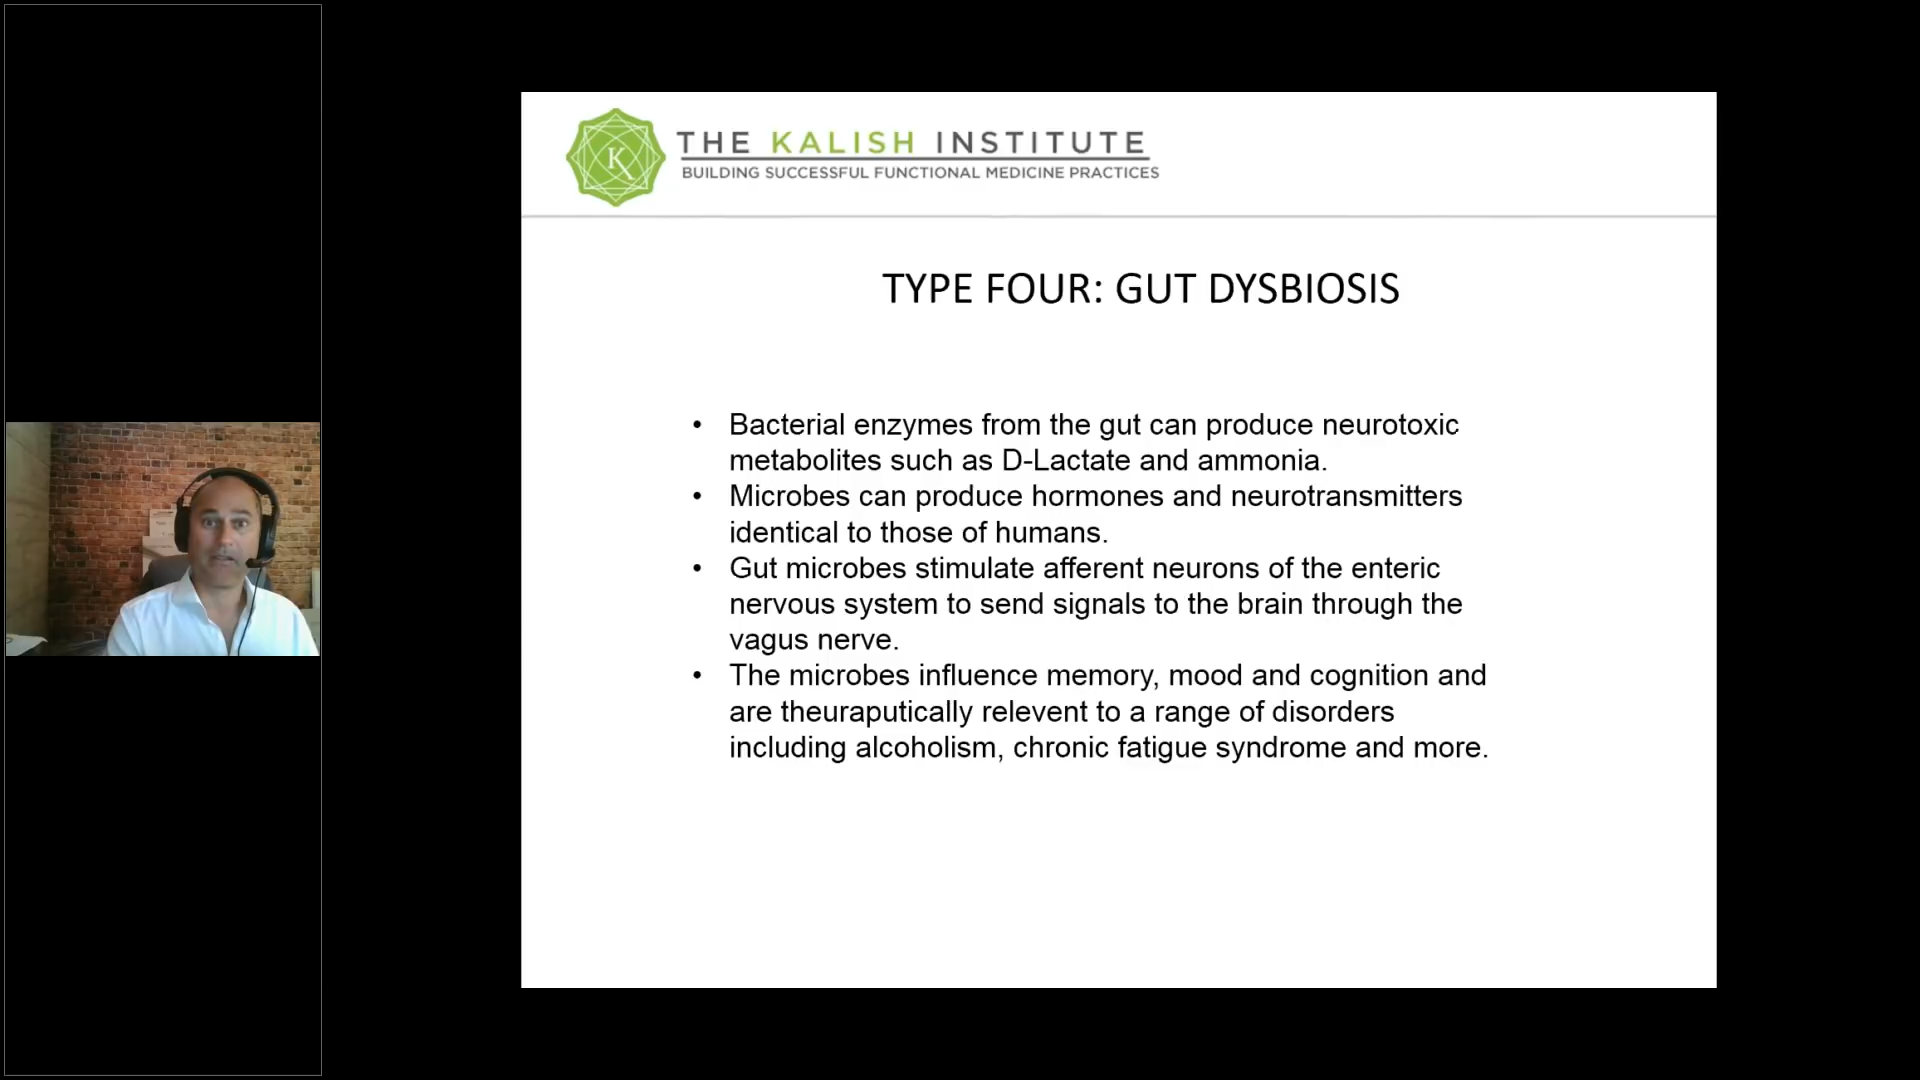 K
THE KALISH INSTITUTE
BUILDING SUCCESSFUL FUNCTIONAL MEDICINE PRACTICES
TYPE FOUR: GUT DYSBIOSIS
• Bacterial enzymes from the gut can produce neurotoxic
metabolites such as D-Lactate and ammonia.
• Microbes can produce hormones and neurotransmitters
identical to those of humans.
• Gut microbes stimulate afferent neurons of the enteric
nervous system to send signals to the brain through the
vagus nerve.
• The microbes influence memory, mood and cognition and
are theuraputically relevent to a range of disorders
including alcoholism, chronic fatigue syndrome and more.